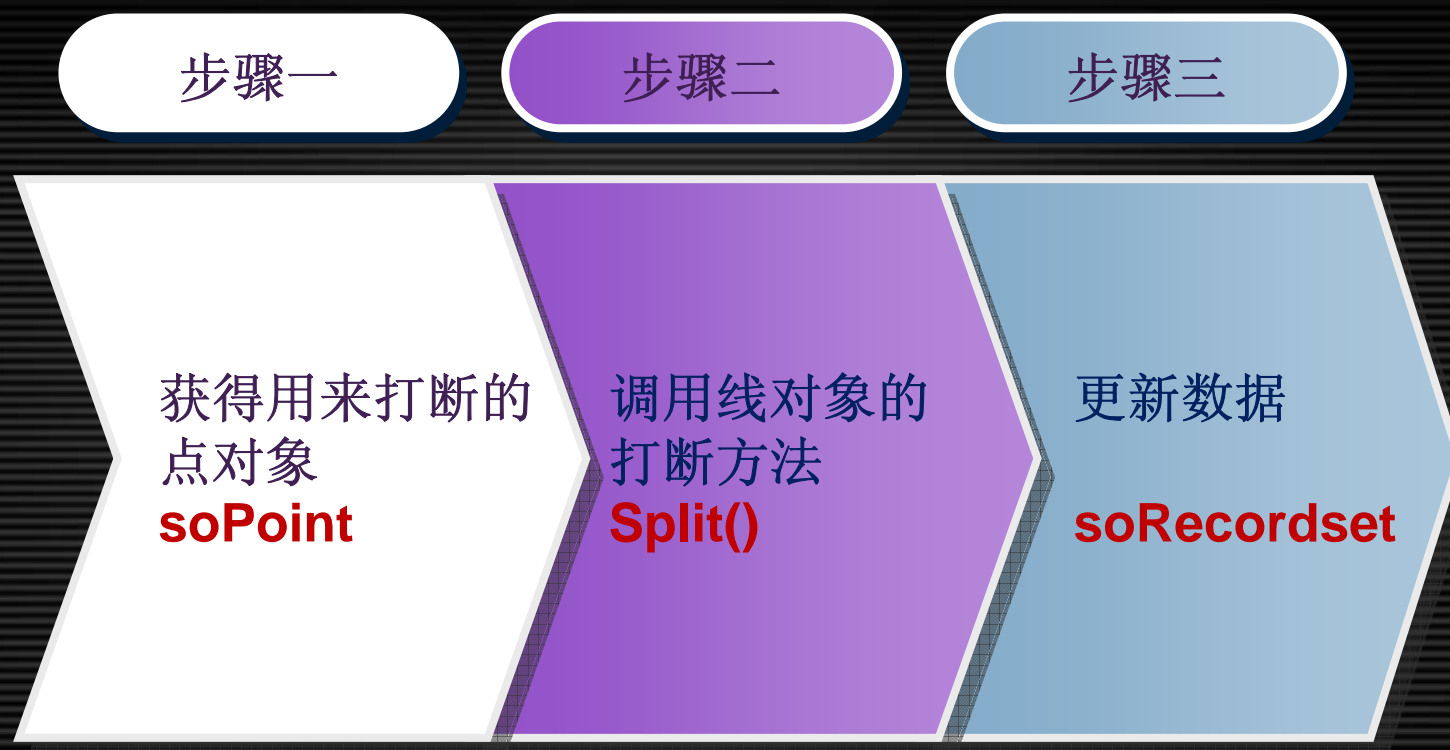 步骤一
步骤二
步骤三
获得用来打断的
点对象
soPoint
调用线对象的
打断方法
Split()
更新数据
soRecordset